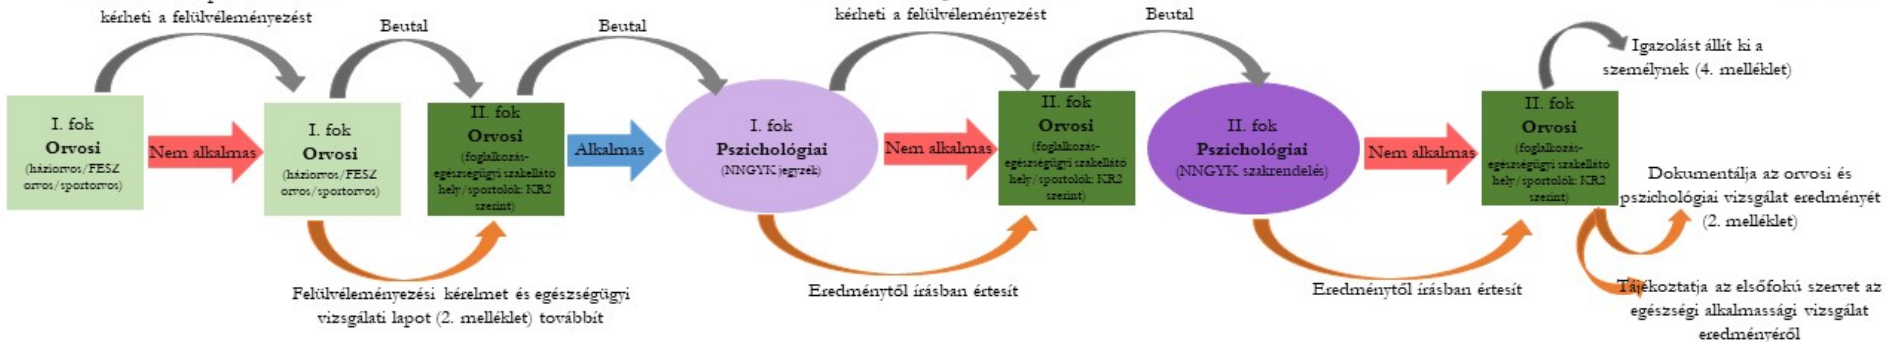 kérheti a felülvéleményezést
Beutal
Beutal
kérheti a felülvéleményezést
Beutal
Igazolást állít ki a
személynek (4. melléklet)
I. fok
Orvosi
(háziorvos/FESZ
orvos/sportorvos)
Nem alkalmas
I. fok
Orvosi
(háziorvos/FESZ
orvos/sportorvos)
II. fok
Orvosi
(foglalkozás-
egészségügyi szakellátó
hely/sportolók: KR2
szerint)
Alkalmas
I. fok
Pszichológiai
(NNGYK jegyzék)
Nem alkalmas
II. fok
Orvosi
(foglalkozás-
egészségügyi szakellátó
hely/sportolók: KR2
szerint)
II. fok
Pszichológiai
(NNGYK szakrendelés)
Nem alkalmas
II. fok
Orvosi
(foglalkozás-
egészségügyi szakellátó
hely/sportolók: KR2
szerint)
Dokumentálja az orvosi és
pszichológiai vizsgálat eredményét
(2. melléklet)
Felülvéleményezési kérelmet és egészségügyi
vizsgálati lapot (2. melléklet) továbbít
Eredménytől írásban értesít
Eredménytől írásban értesít
Tájékoztatja az elsőfokú szervet az
egészségi alkalmassági vizsgálat
eredményéről